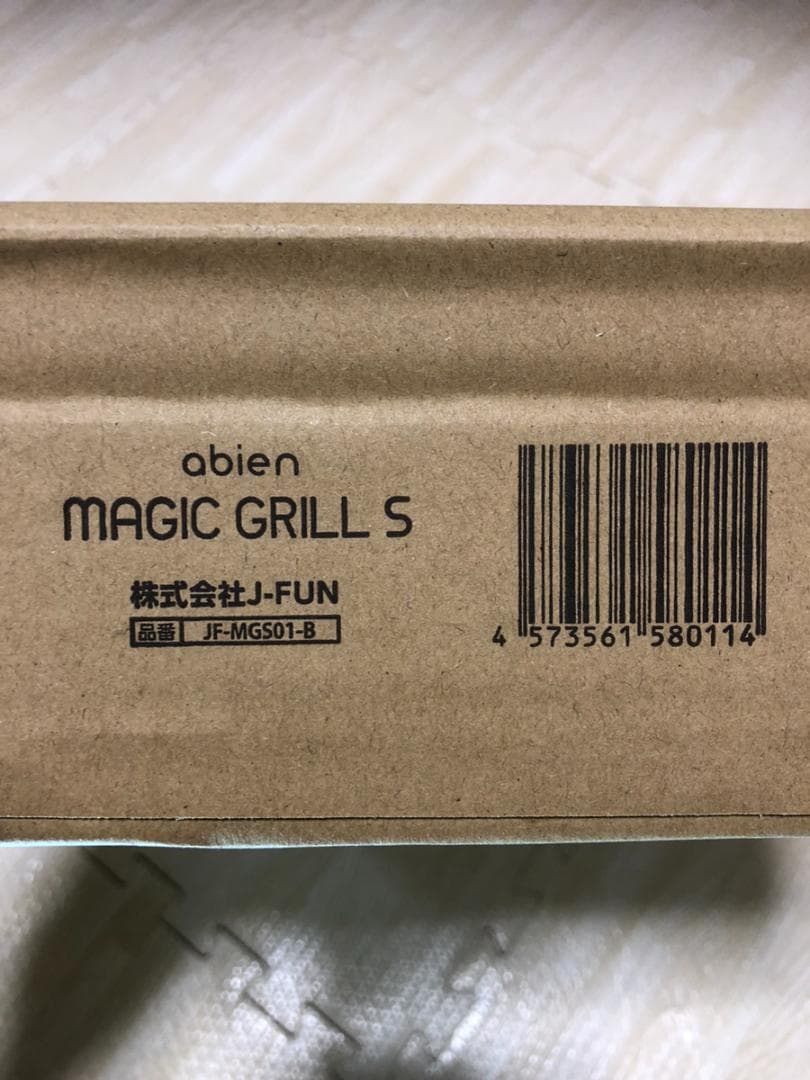 abien
MAGIC GRILL S
株式会社J-FUN
品番 JF-MGS01-B
4 573561 580114